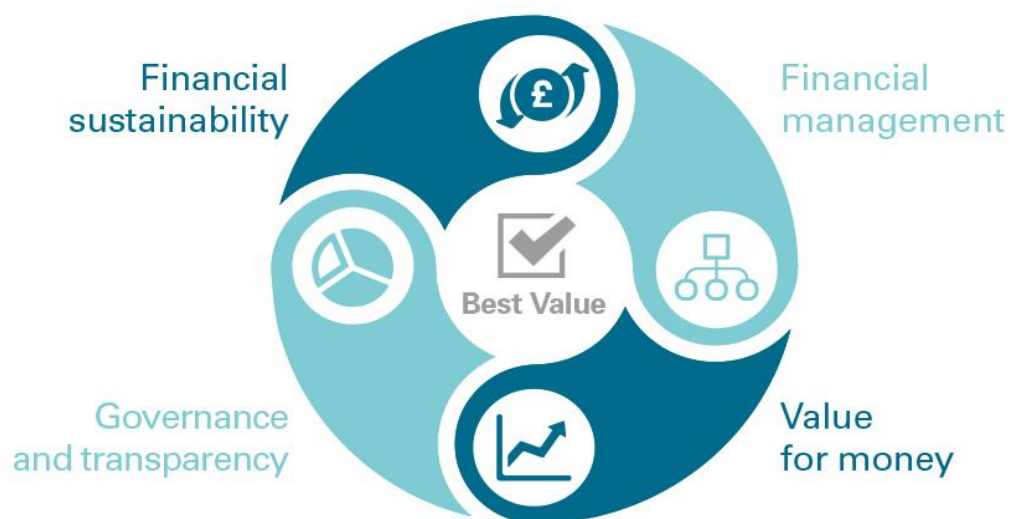 Financial
sustainability
Financial
management
£
Best Value
Governance
and transparency
Value
for money